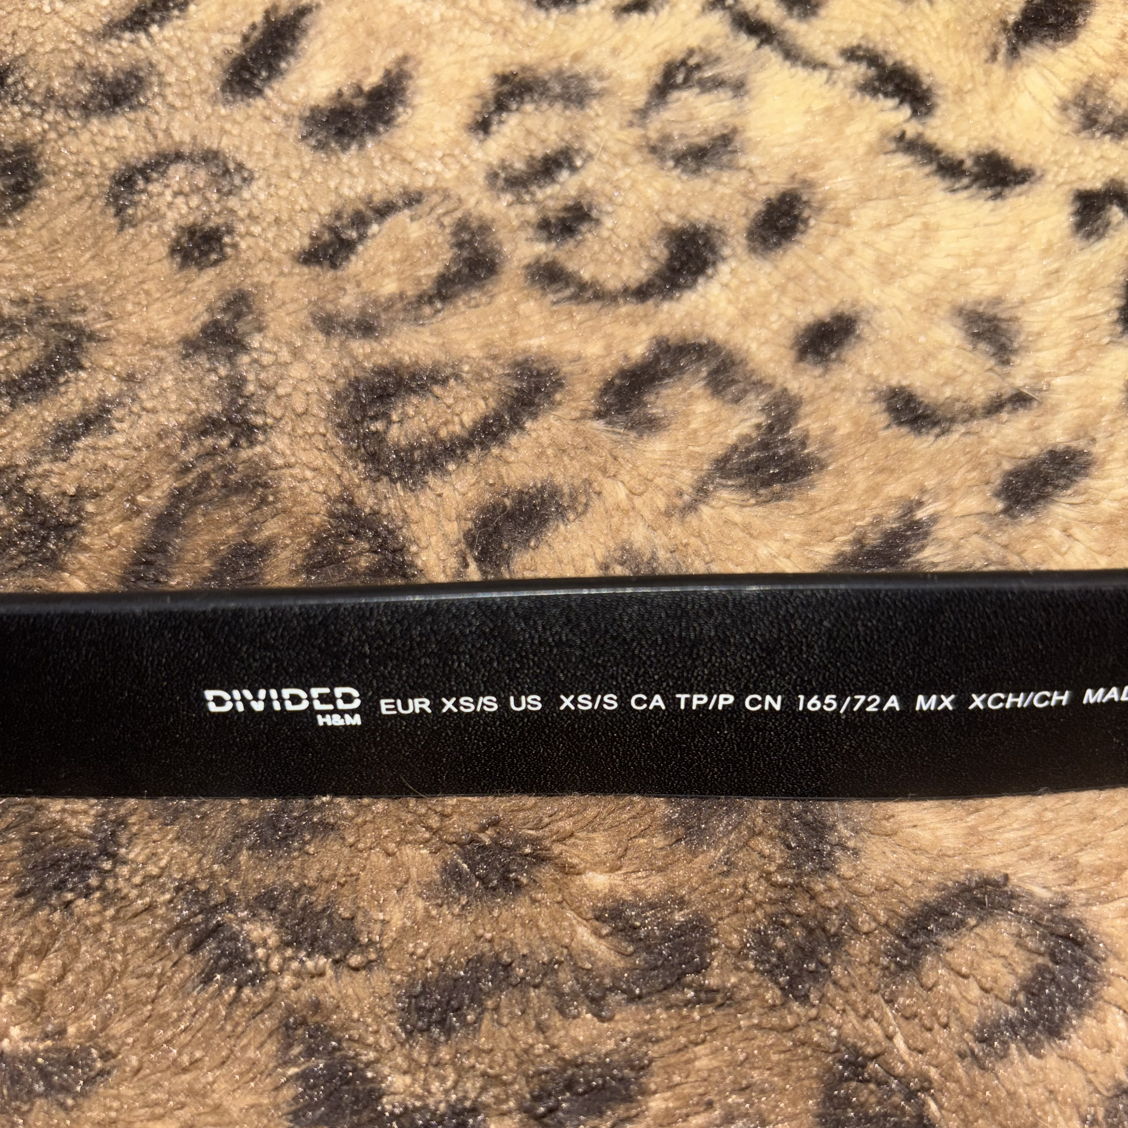 DIVIDED
H&M
EUR XS/S US XS/S CA TP/P CN 165/72A MX XCH/CH